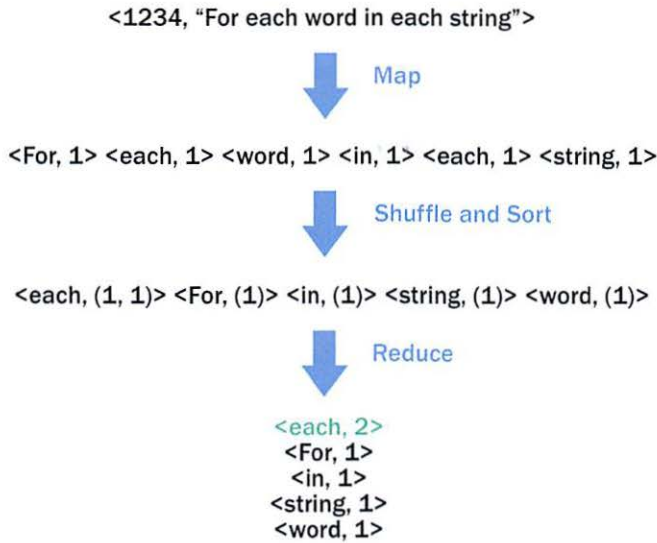 <1234, “For each word in each string”>
Map
<For, 1> <each, 1> <word, 1> <in, 1> <each, 1> <string, 1>
Shuffle and Sort
<each, (1, 1)> <For, (1)> <in, (1)> <string, (1)> <word, (1)>
Reduce
<each, 2>
<For, 1>
<in, 1>
<string, 1>
<word, 1>